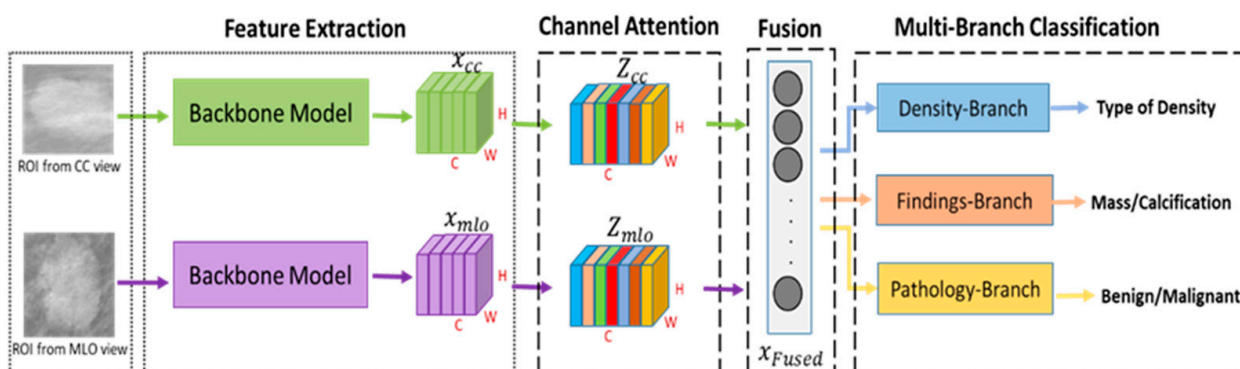 Feature Extraction
Channel Attention
Fusion
Multi-Branch Classification
ROI from CC view
Backbone Model
x_cc
H
W
C
Z_cc
H
W
C
Density-Branch
Type of Density
Findings-Branch
Mass/Calcification
ROI from MLO view
Backbone Model
x_mlo
H
W
C
Z_mlo
H
W
C
Pathology-Branch
Benign/Malignant
x_Fused